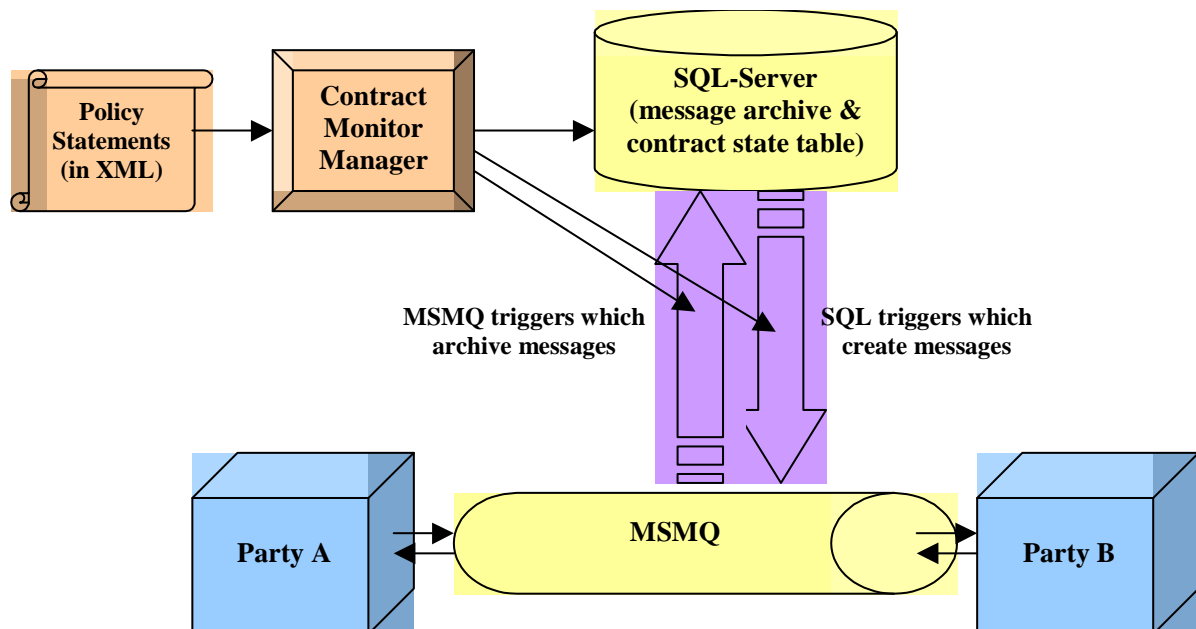 Policy
Statements
(in XML)
Contract
Monitor
Manager
SQL-Server
(message archive &
contract state table)
MSMQ triggers which
archive messages
SQL triggers which
create messages
Party A
MSMQ
Party B